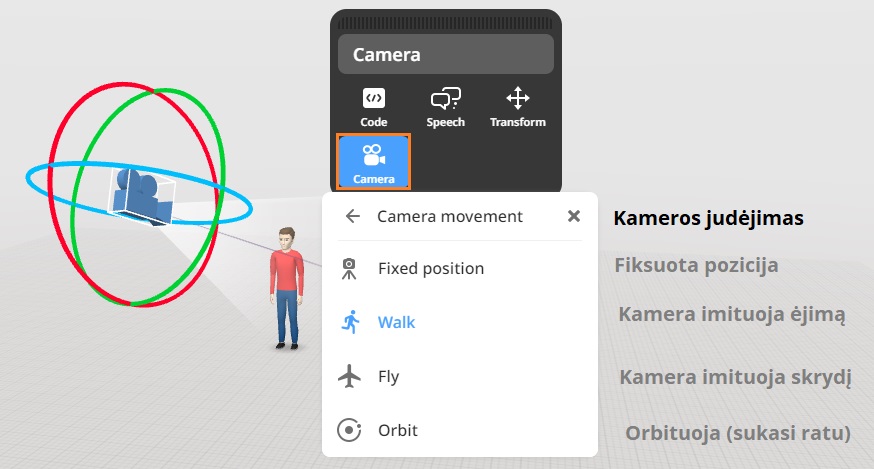 Camera
Code
Speech
Transform
Camera
Camera movement
Kameros judėjimas
Fixed position
Fiksuota pozicija
Walk
Kamera imituoja ėjimą
Fly
Kamera imituoja skrydį
Orbit
Orbituoja (sukasi ratu)